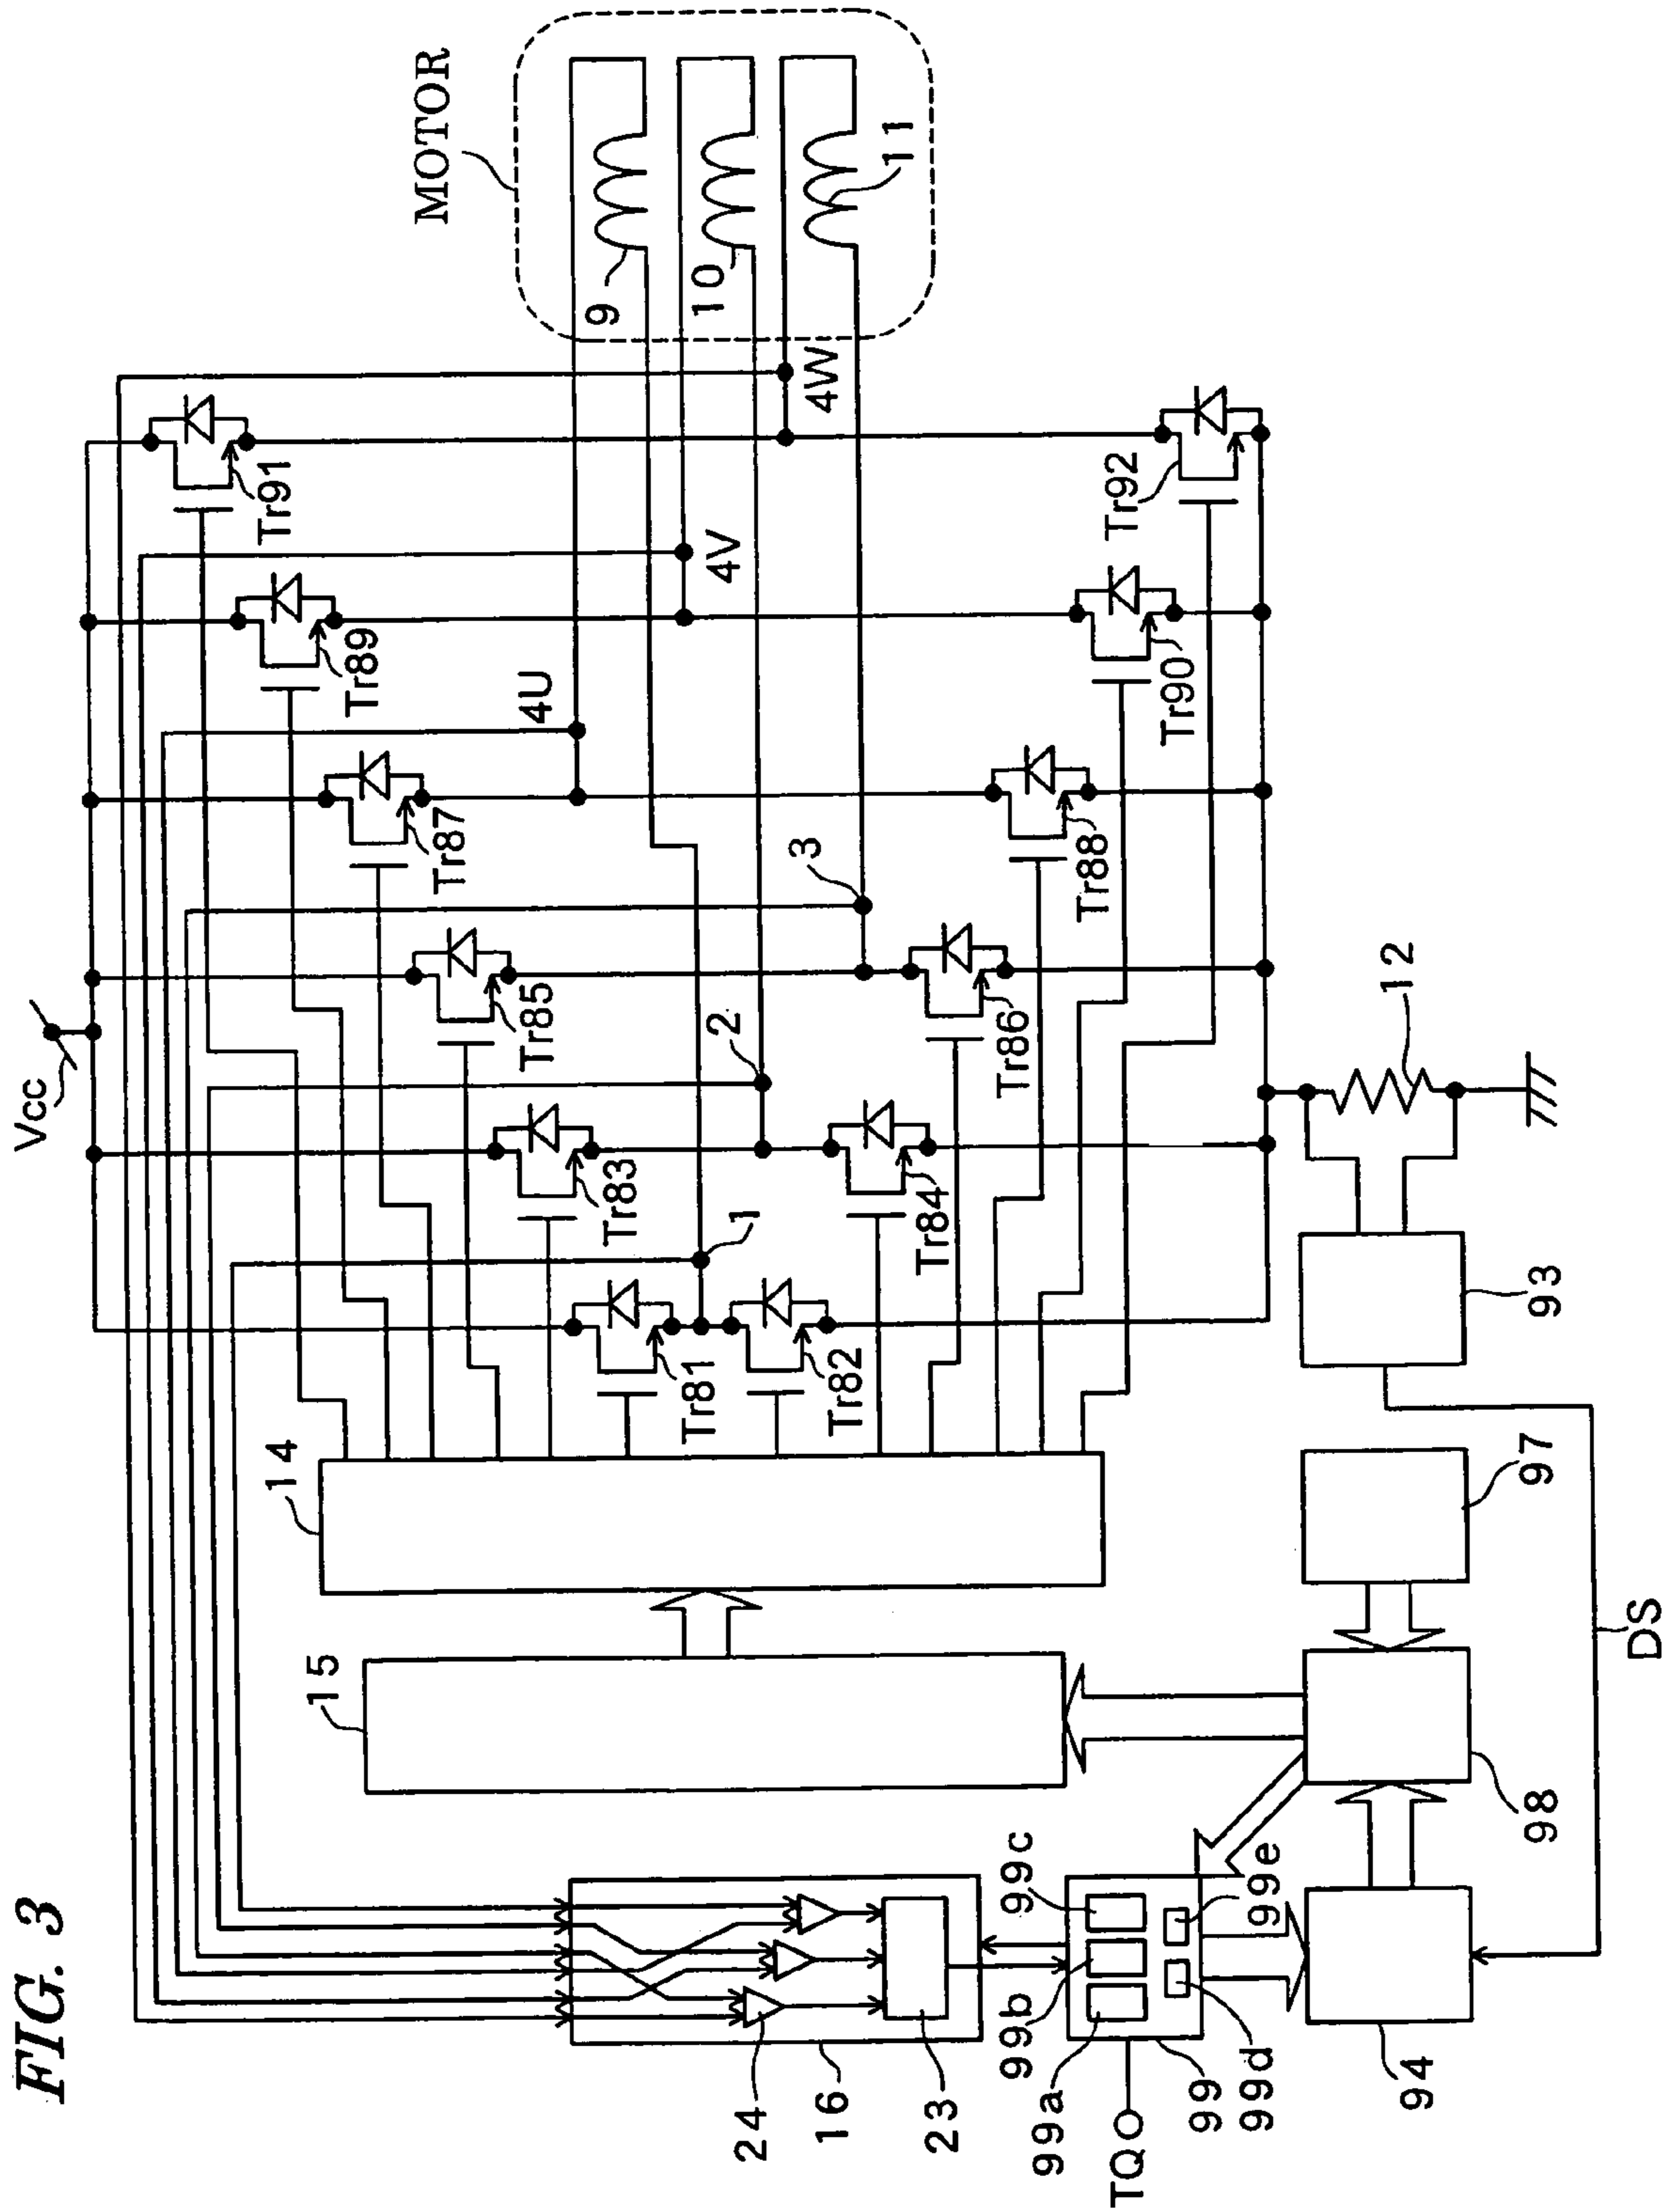 FIG. 3
Vcc
MOTOR
Tr91
Tr89
4U
4V
4W
9
10
11
Tr87
Tr85
3
2
Tr83
1
Tr81
Tr82
Tr84
Tr86
Tr88
Tr90
Tr92
14
15
12
93
97
98
DS
24
16
23
99c
99b
99a
99e
99d
99
TQ
94